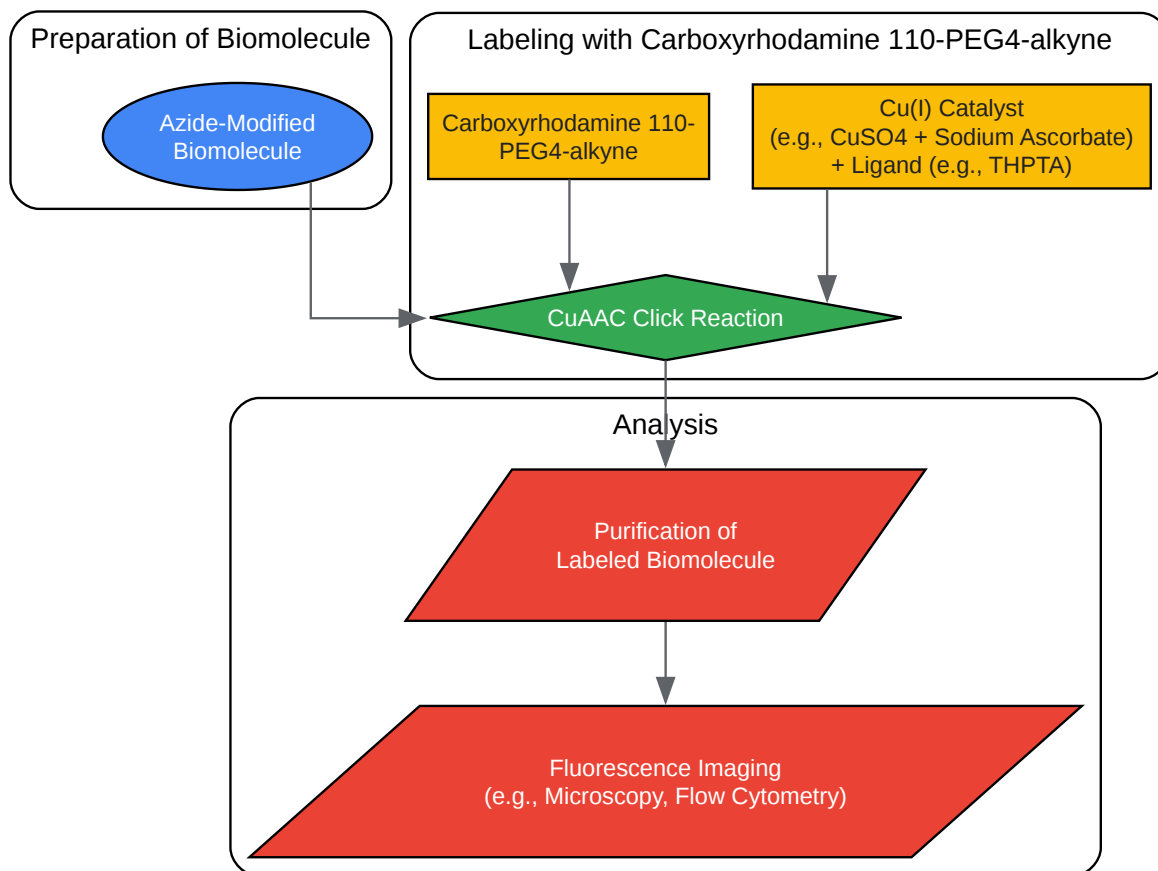 Preparation of Biomolecule
Azide-Modified
Biomolecule
Labeling with Carboxyrhodamine 110-PEG4-alkyne
Carboxyrhodamine 110-
PEG4-alkyne
Cu(I) Catalyst
(e.g., CuSO4 + Sodium Ascorbate)
+ Ligand (e.g., THPTA)
CuAAC Click Reaction
Analysis
Purification of
Labeled Biomolecule
Fluorescence Imaging
(e.g., Microscopy, Flow Cytometry)